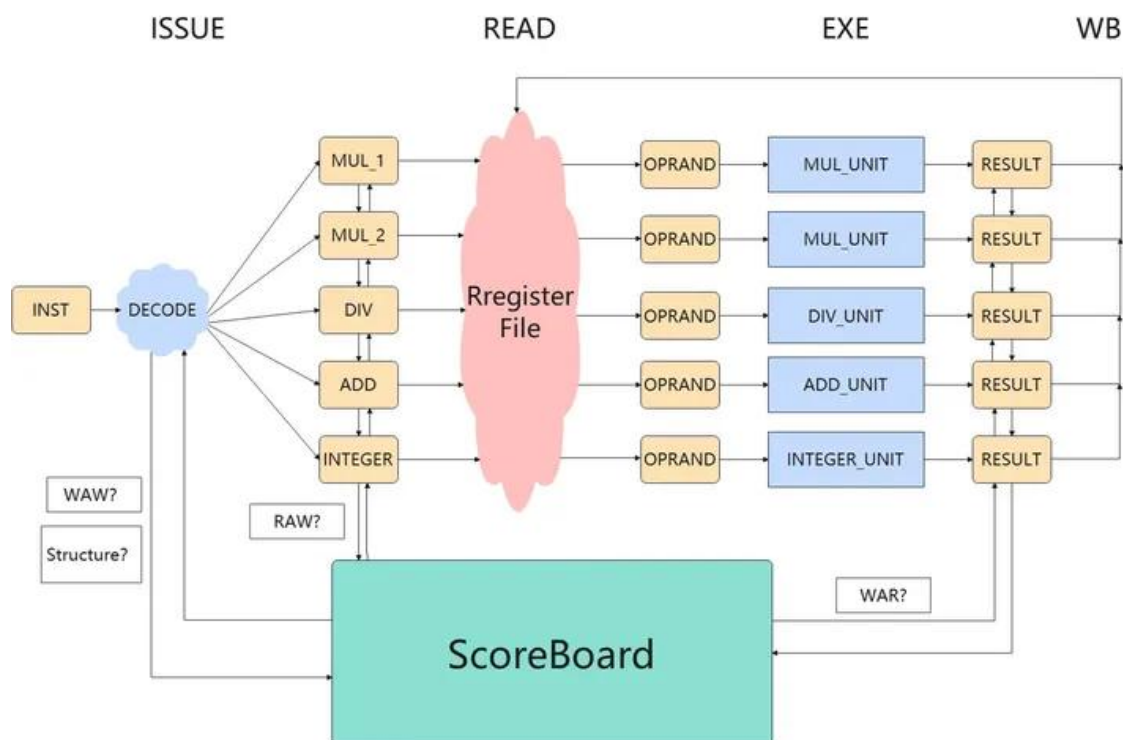 ISSUE READ EXE WB
MUL_1 OPRAND MUL_UNIT RESULT
MUL_2 OPRAND MUL_UNIT RESULT
INST DECODE DIV Rregister File OPRAND DIV_UNIT RESULT
ADD OPRAND ADD_UNIT RESULT
INTEGER OPRAND INTEGER_UNIT RESULT
WAW?
RAW?
Structure?
WAR?
ScoreBoard